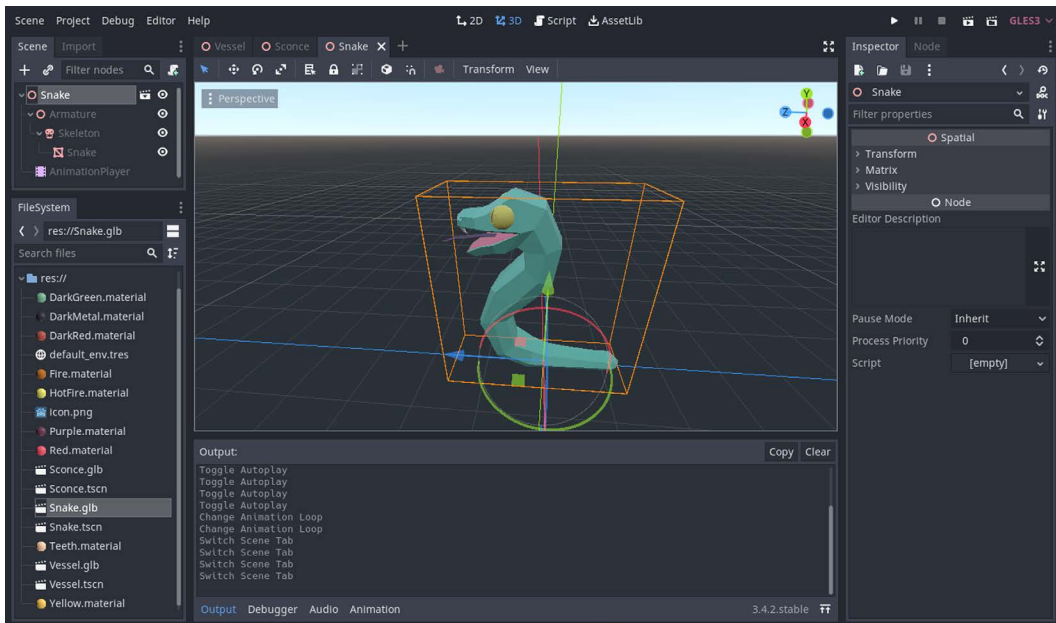 Scene Project Debug Editor Help
2D 3D Script AssetLib
GLES3
Scene Import
Filter nodes
Snake
Armature
Skeleton
Snake
AnimationPlayer
FileSystem
res://Snake.glb
Search files
res://
DarkGreen.material
DarkMetal.material
DarkRed.material
default_env.tres
Fire.material
HotFire.material
icon.png
Purple.material
Red.material
Sconce.glb
Sconce.tscn
Snake.glb
Snake.tscn
Teeth.material
Vessel.glb
Vessel.tscn
Yellow.material
Vessel Sconce Snake
Transform View
Perspective
Y
Z
X
Output:
Copy Clear
Toggle Autoplay
Toggle Autoplay
Toggle Autoplay
Toggle Autoplay
Change Animation Loop
Change Animation Loop
Switch Scene Tab
Switch Scene Tab
Switch Scene Tab
Switch Scene Tab
Output Debugger Audio Animation
3.4.2.stable
Inspector Node
Snake
DOC
Filter properties
Spatial
Transform
Matrix
Visibility
Node
Editor Description
Pause Mode Inherit
Process Priority 0
Script [empty]